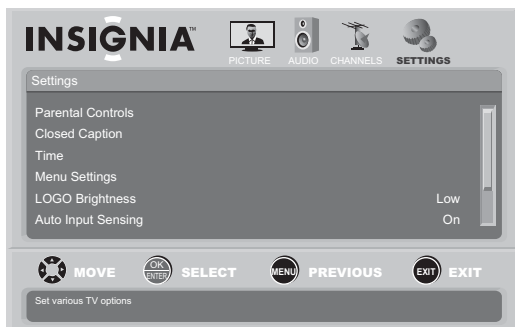 INSIGNIA™
PICTURE AUDIO CHANNELS SETTINGS
Settings
Parental Controls
Closed Caption
Time
Menu Settings
LOGO Brightness Low
Auto Input Sensing On
MOVE OK ENTER SELECT MENU PREVIOUS EXIT EXIT
Set various TV options